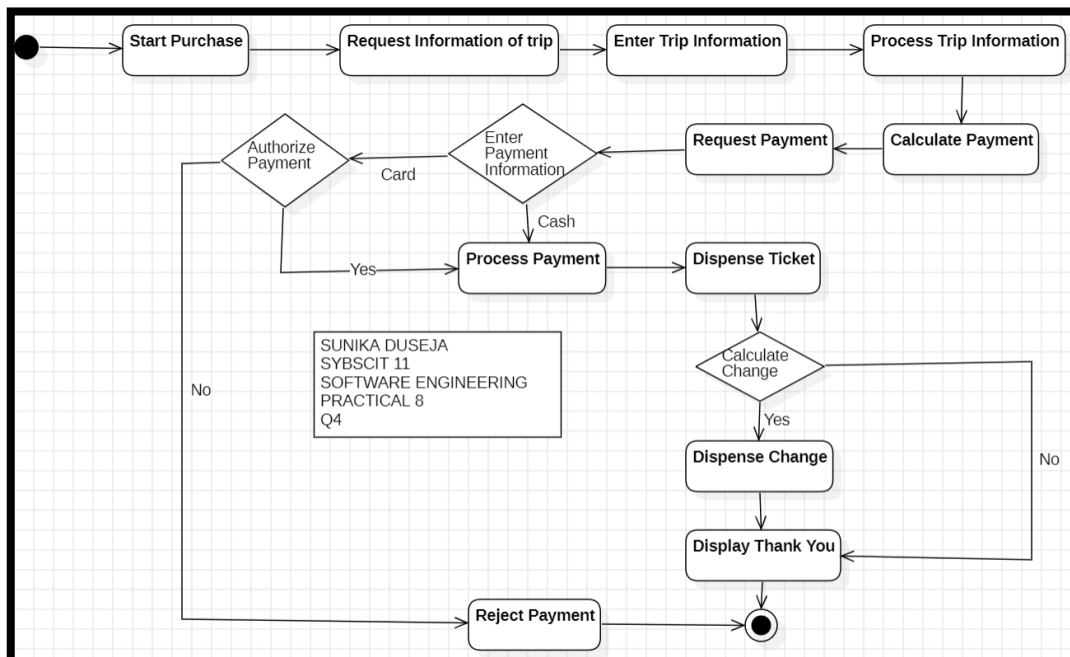 Start Purchase
Request Information of trip
Enter Trip Information
Process Trip Information
Authorize
Payment
Enter
Payment
Information
Request Payment
Calculate Payment
Card
Cash
Yes
Process Payment
Dispense Ticket
SUNIKA DUSEJA
SYBSCIT 11
SOFTWARE ENGINEERING
PRACTICAL 8
Q4
Calculate
Change
No
Yes
Dispense Change
No
Display Thank You
Reject Payment